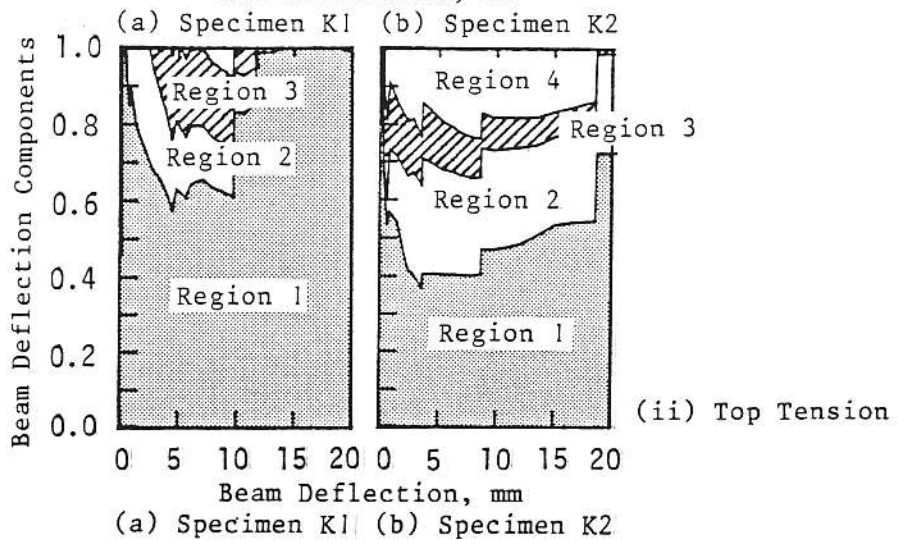 (a) Specimen K1 (b) Specimen K2
Beam Deflection Components
1.0
0.8
0.6
0.4
0.2
0.0
Region 3
Region 2
Region 1
Region 4
Region 3
Region 2
Region 1
(ii) Top Tension
0 5 10 15 20 0 5 10 15 20
Beam Deflection, mm
(a) Specimen K1 (b) Specimen K2